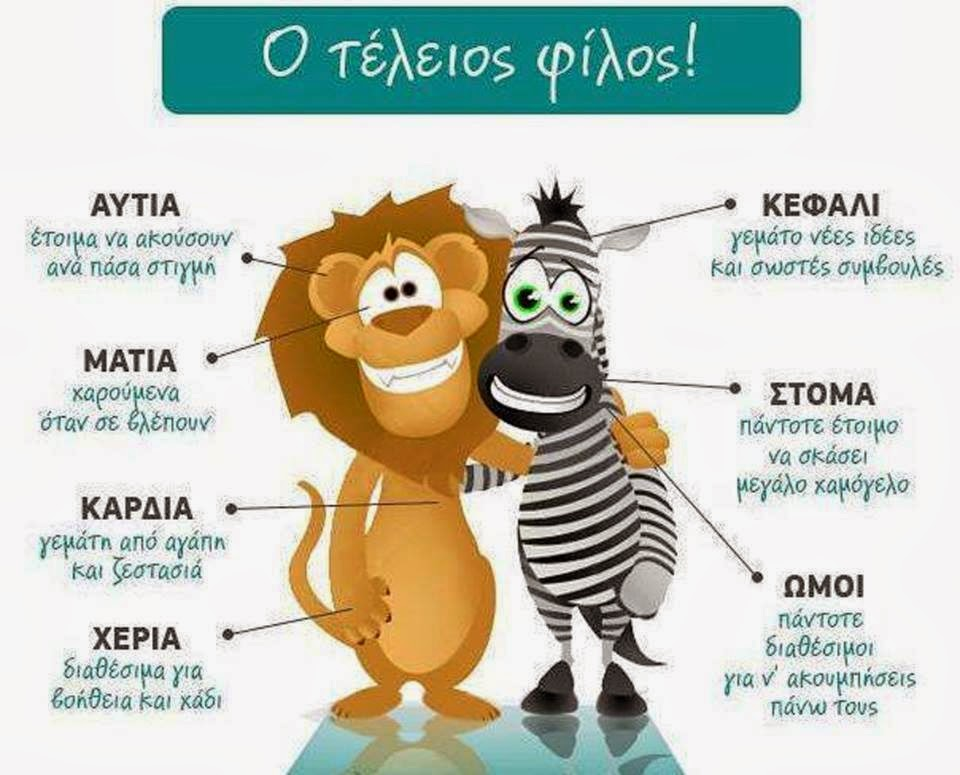 Ο τέλειος φίλος!
ΑΥΤΙΑ
έτοιμα να ακούσουν
ανά πάσα στιγμή
ΜΑΤΙΑ
χαρούμενα
όταν σε βλέπουν
ΚΑΡΔΙΑ
γεμάτη από αγάπη
και ζεστασιά
ΧΕΡΙΑ
διαθέσιμα για
βοήθεια και χάδι
ΚΕΦΑΛΙ
γεμάτο νέες ιδέες
και σωστές συμβουλές
ΣΤΟΜΑ
πάντοτε έτοιμο
να σκάσει
μεγάλο χαμόγελο
ΩΜΟΙ
πάντοτε
διαθέσιμοι
για ν' ακουμπήσεις
πάνω τους